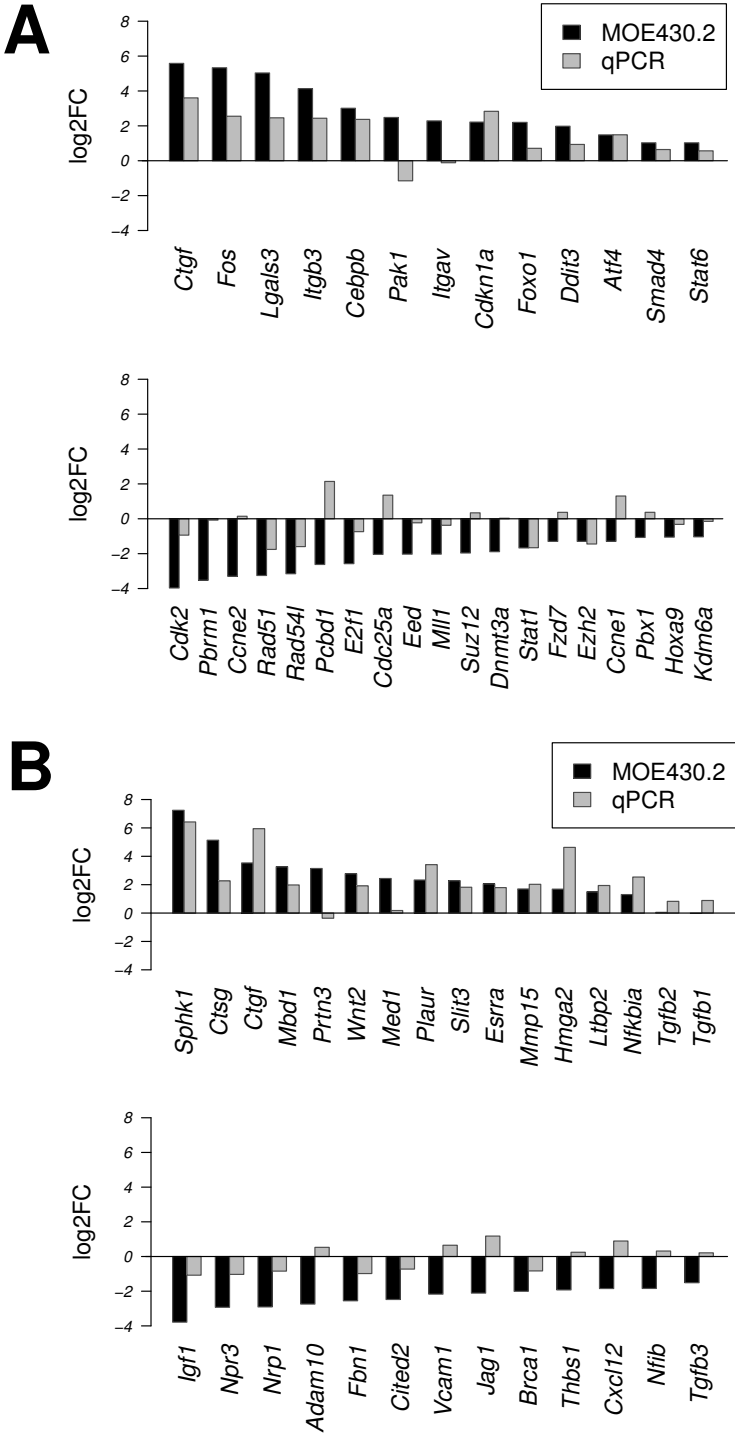 A
MOE430.2
qPCR
log2FC
8
6
4
2
0
−2
−4
Ctgf Fos Lgals3 Itgb3 Cebpb Pak1 Itgav Cdkn1a Foxo1 Ddit3 Atf4 Smad4 Stat6
log2FC
8
6
4
2
0
−2
−4
Cdk2 Pbrm1 Ccne2 Rad51 Rad54l Pcbd1 E2f1 Cdc25a Eed Mll1 Suz12 Dnmt3a Stat1 Fzd7 Ezh2 Ccne1 Pbx1 Hoxa9 Kdm6a
B
MOE430.2
qPCR
log2FC
8
6
4
2
0
−2
−4
Sphk1 Ctsg Ctgf Mbd1 Prtn3 Wnt2 Med1 Plaur Slit3 Esrra Mmp15 Hmga2 Ltbp2 Nfkbia Tgfb2 Tgfb1
log2FC
8
6
4
2
0
−2
−4
Igf1 Npr3 Nrp1 Adam10 Fbn1 Cited2 Vcam1 Jag1 Brca1 Thbs1 Cxcl12 Nfib Tgfb3